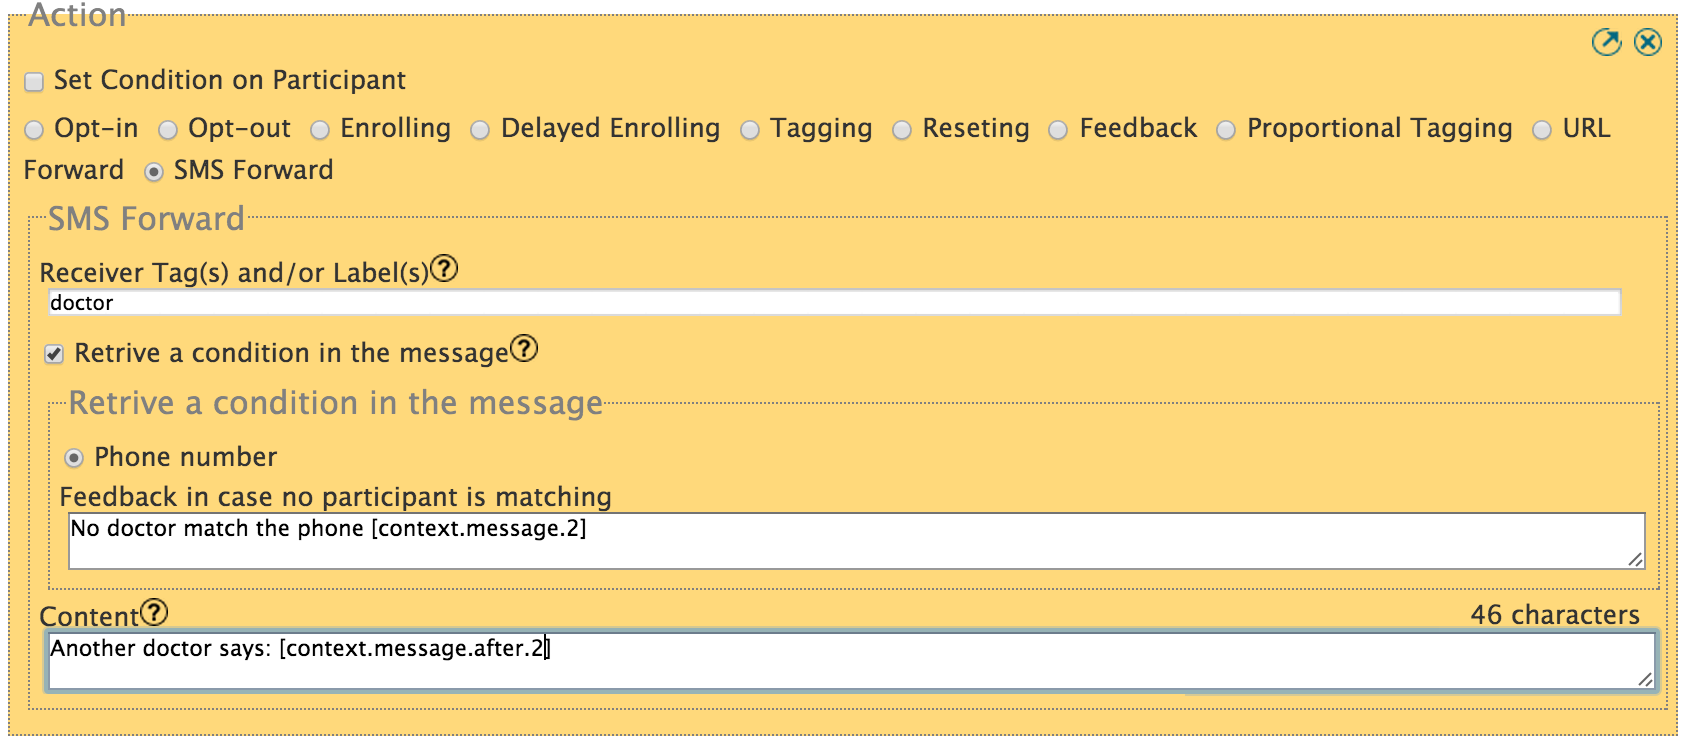 Action
Set Condition on Participant
Opt-in Opt-out Enrolling Delayed Enrolling Tagging Reseting Feedback Proportional Tagging URL
Forward SMS Forward
SMS Forward
Receiver Tag(s) and/or Label(s)?
doctor
Retrive a condition in the message?
Retrive a condition in the message
Phone number
Feedback in case no participant is matching
No doctor match the phone [context.message.2]
Content? 46 characters
Another doctor says: [context.message.after.2]